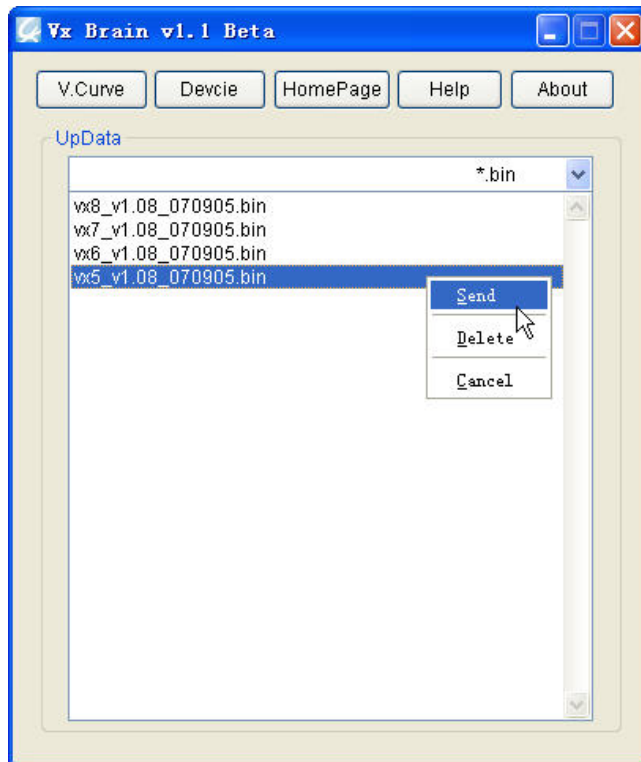 Vx Brain v1.1 Beta
V.Curve Devcie HomePage Help About
UpData
*.bin
vx8_v1.08_070905.bin
vx7_v1.08_070905.bin
vx6_v1.08_070905.bin
vx5_v1.08_070905.bin
Send
Delete
Cancel